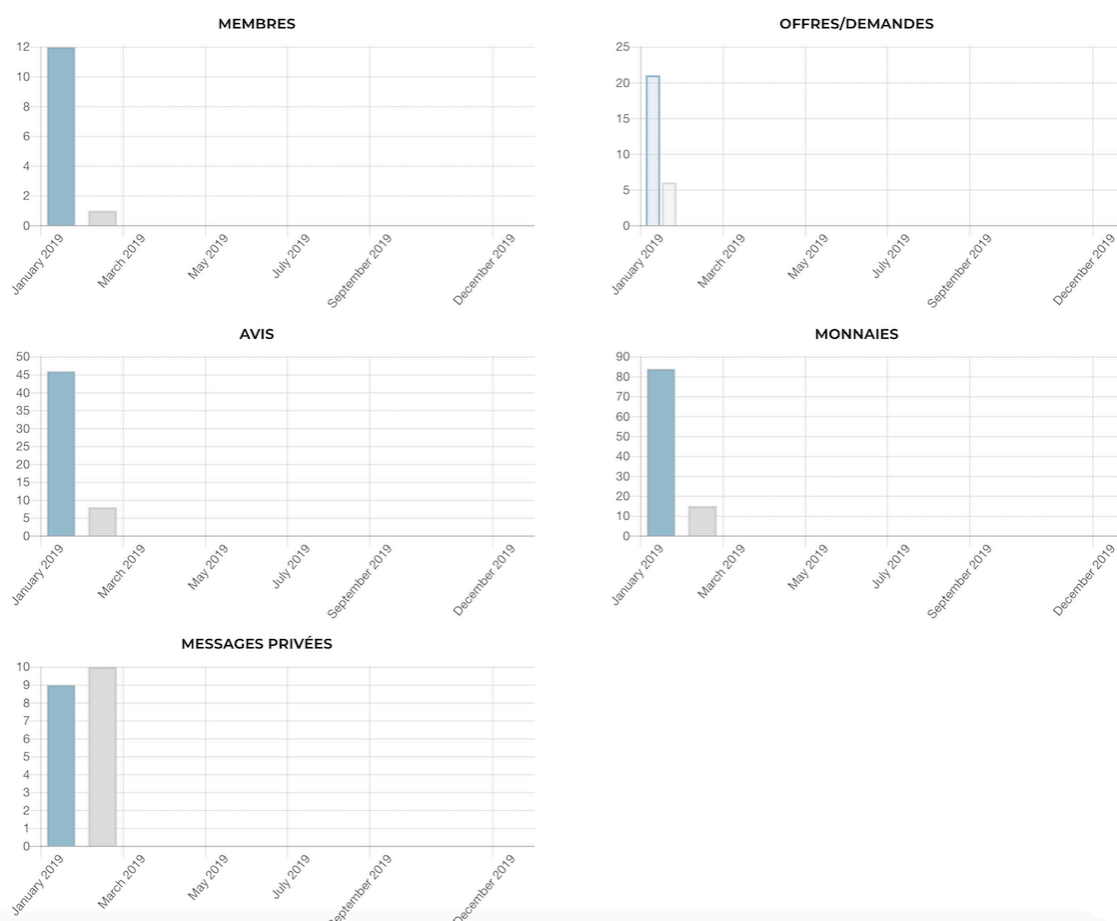 MEMBRES
12
10
8
6
4
2
0
January 2019
March 2019
May 2019
July 2019
September 2019
December 2019
OFFRES/DEMANDES
25
20
15
10
5
0
January 2019
March 2019
May 2019
July 2019
September 2019
December 2019
AVIS
50
45
40
35
30
25
20
15
10
5
0
January 2019
March 2019
May 2019
July 2019
September 2019
December 2019
MONNAIES
90
80
70
60
50
40
30
20
10
0
January 2019
March 2019
May 2019
July 2019
September 2019
December 2019
MESSAGES PRIVÉES
10
9
8
7
6
5
4
3
2
1
0
January 2019
March 2019
May 2019
July 2019
eptember 2019
December 2019